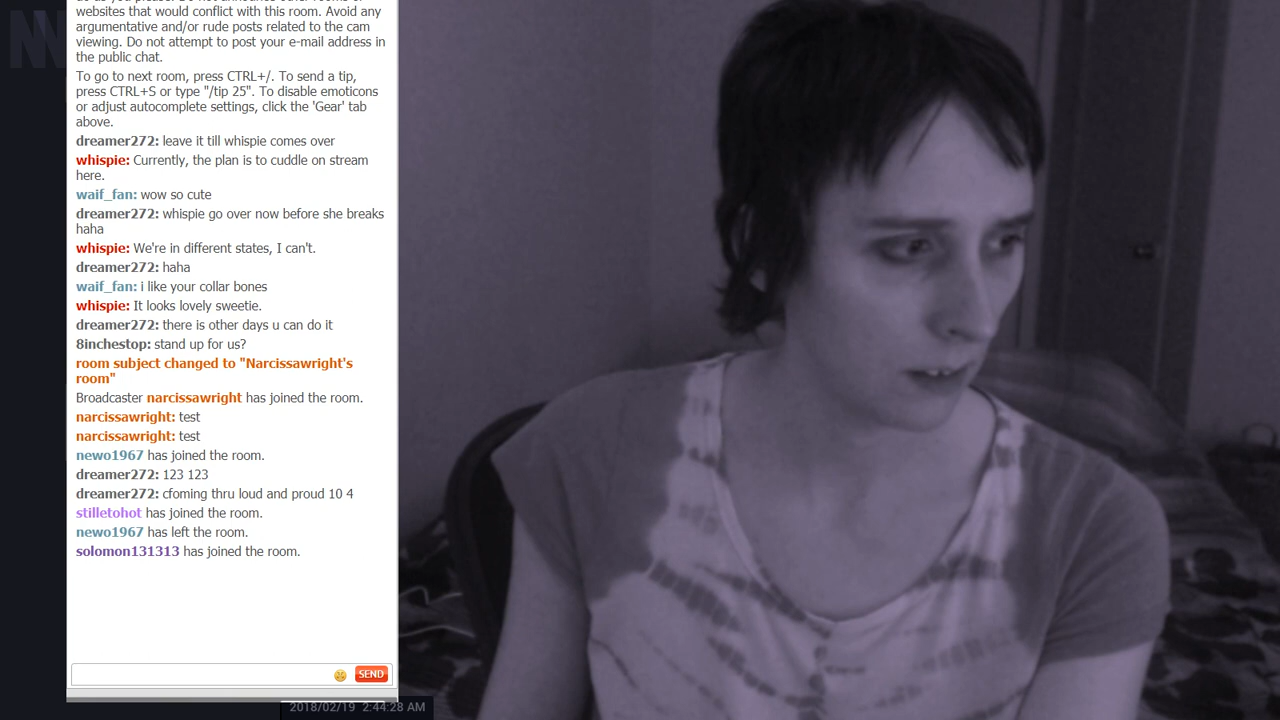 websites that would conflict with this room. Avoid any
argumentative and/or rude posts related to the cam
viewing. Do not attempt to post your e-mail address in
the public chat.
To go to next room, press CTRL+/. To send a tip,
press CTRL+S or type "/tip 25". To disable emoticons
or adjust autocomplete settings, click the 'Gear' tab
above.
dreamer272: leave it till whispie comes over
whispie: Currently, the plan is to cuddle on stream
here.
waif_fan: wow so cute
dreamer272: whispie go over now before she breaks
haha
whispie: We're in different states, I can't.
dreamer272: haha
waif_fan: i like your collar bones
whispie: It looks lovely sweetie.
dreamer272: there is other days u can do it
8inchestop: stand up for us?
room subject changed to "Narcissawright's
room"
Broadcaster narcissawright has joined the room.
narcissawright: test
narcissawright: test
newo1967 has joined the room.
dreamer272: 123 123
dreamer272: cfoming thru loud and proud 10 4
stilletohot has joined the room.
newo1967 has left the room.
solomon131313 has joined the room.
SEND
2018/02/19 2:44:28 AM